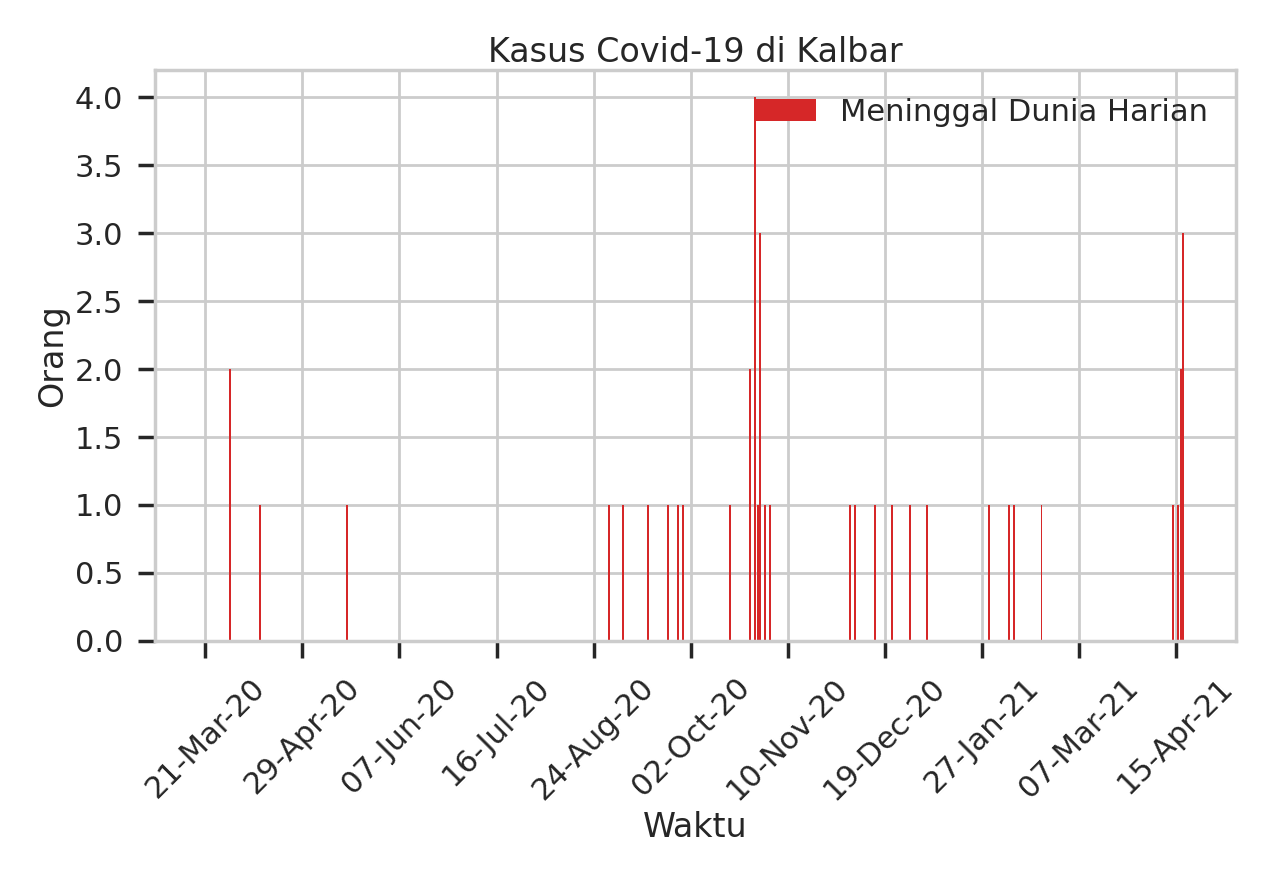 Kasus Covid-19 di Kalbar
Meninggal Dunia Harian
Orang
4.0
3.5
3.0
2.5
2.0
1.5
1.0
0.5
0.0
21-Mar-20
29-Apr-20
07-Jun-20
16-Jul-20
24-Aug-20
02-Oct-20
10-Nov-20
19-Dec-20
27-Jan-21
07-Mar-21
15-Apr-21
Waktu